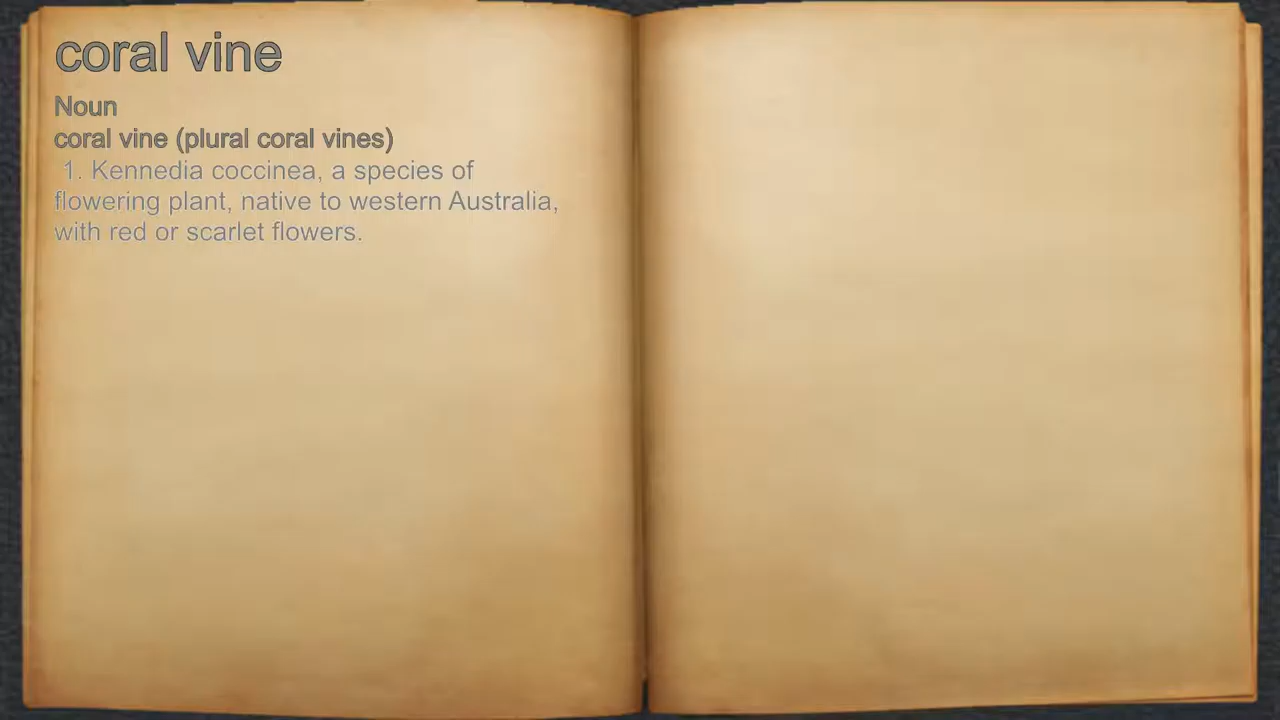 coral vine
Noun
coral vine (plural coral vines)
1. Kennedia coccinea, a species of
flowering plant, native to western Australia,
with red or scarlet flowers.